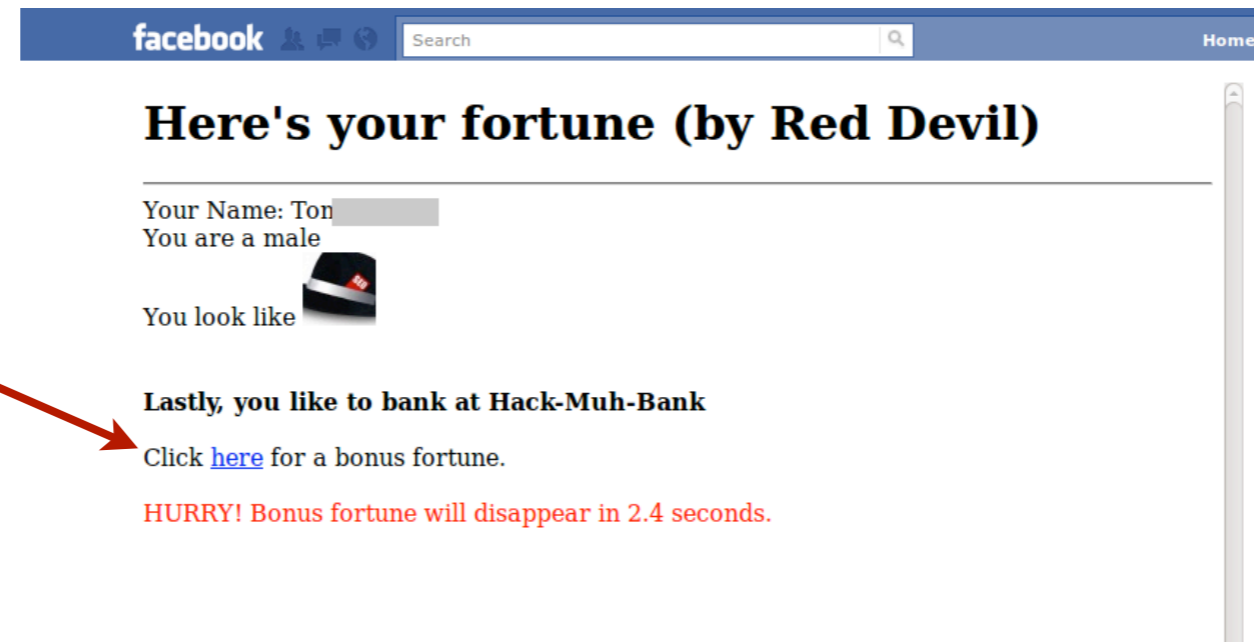 facebook Search Home
Here's your fortune (by Red Devil)
Your Name: Tom
You are a male
You look like
Lastly, you like to bank at Hack-Muh-Bank
Click here for a bonus fortune.
HURRY! Bonus fortune will disappear in 2.4 seconds.